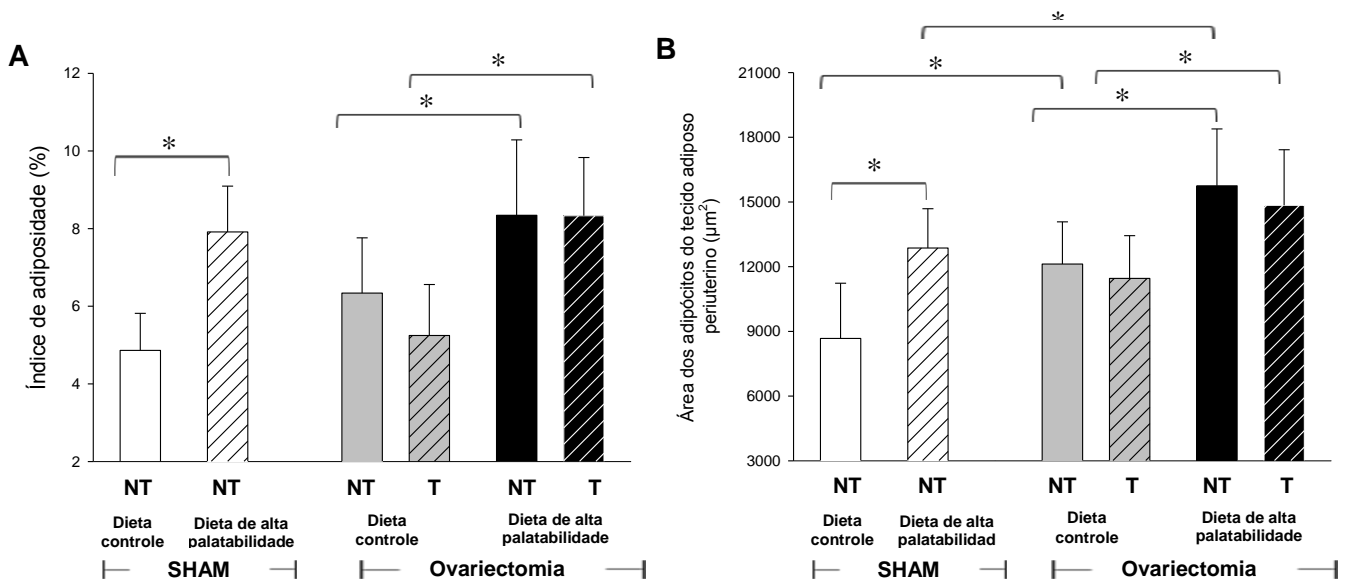 A
Índice de adiposidade (%)
12
10
8
6
4
2
*
*
*
NT
NT
NT
T
NT
T
Dieta
controle
Dieta de alta
palatabilidade
Dieta
controle
Dieta de alta
palatabilidade
SHAM
Ovariectomia
B
Área dos adipócitos do tecido adiposo
periuterino (µm²)
21000
18000
15000
12000
9000
6000
3000
*
*
*
*
*
NT
NT
NT
T
NT
T
Dieta
controle
Dieta de alta
palatabilidad
Dieta
controle
Dieta de alta
palatabilidade
SHAM
Ovariectomia